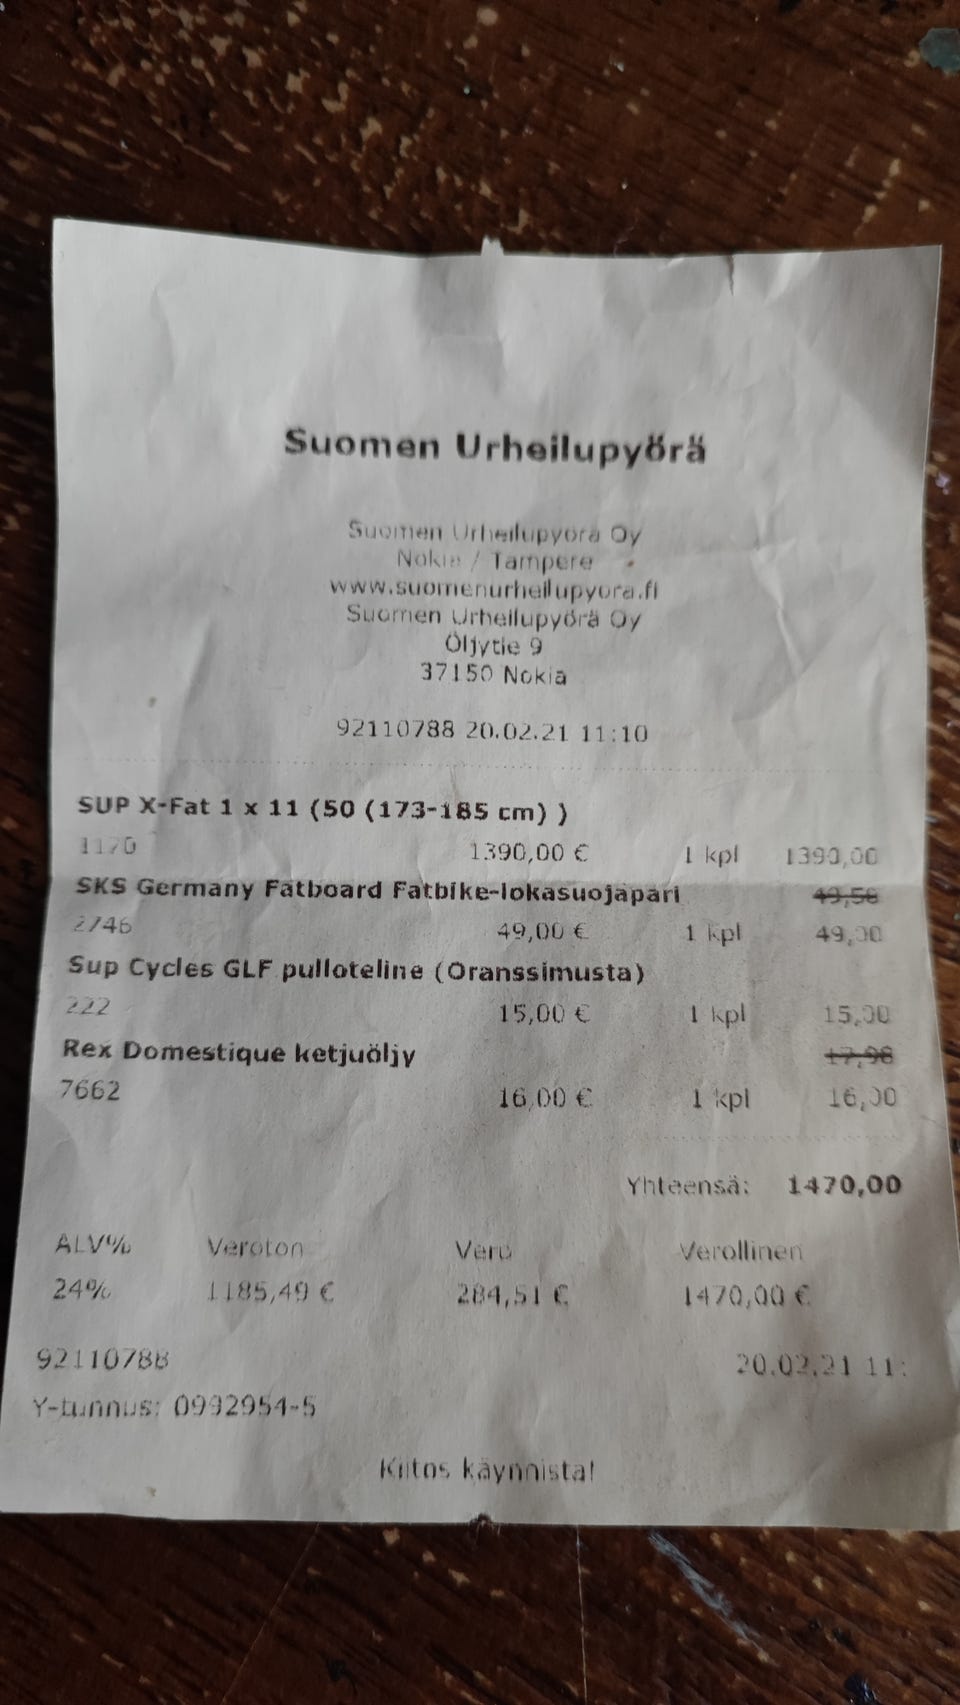 Suomen Urheilupyörä
Suomen Urheilupyörä Oy
Nokia / Tampere
www.suomenurheilupyora.fi
Suomen Urheilupyörä Oy
Öljytie 9
37150 Nokia
92110788 20.02.21 11:10
SUP X-Fat 1 x 11 (50 (173-185 cm) )
1170 1390,00 € 1 kpl 1390,00
SKS Germany Fatboard Fatbike-lokasuojapari 49,58
2746 49,00 € 1 kpl 49,00
Sup Cycles GLF pulloteline (Oranssimusta)
222 15,00 € 1 kpl 15,00
Rex Domestique ketjuöljy 17,98
7662 16,00 € 1 kpl 16,00
Yhteensä: 1470,00
ALV% Veroton Vero Verollinen
24% 1185,49 € 284,51 € 1470,00 €
92110788 20.02.21 11:
Y-tunnus: 0992954-5
Kiitos käynnistä!